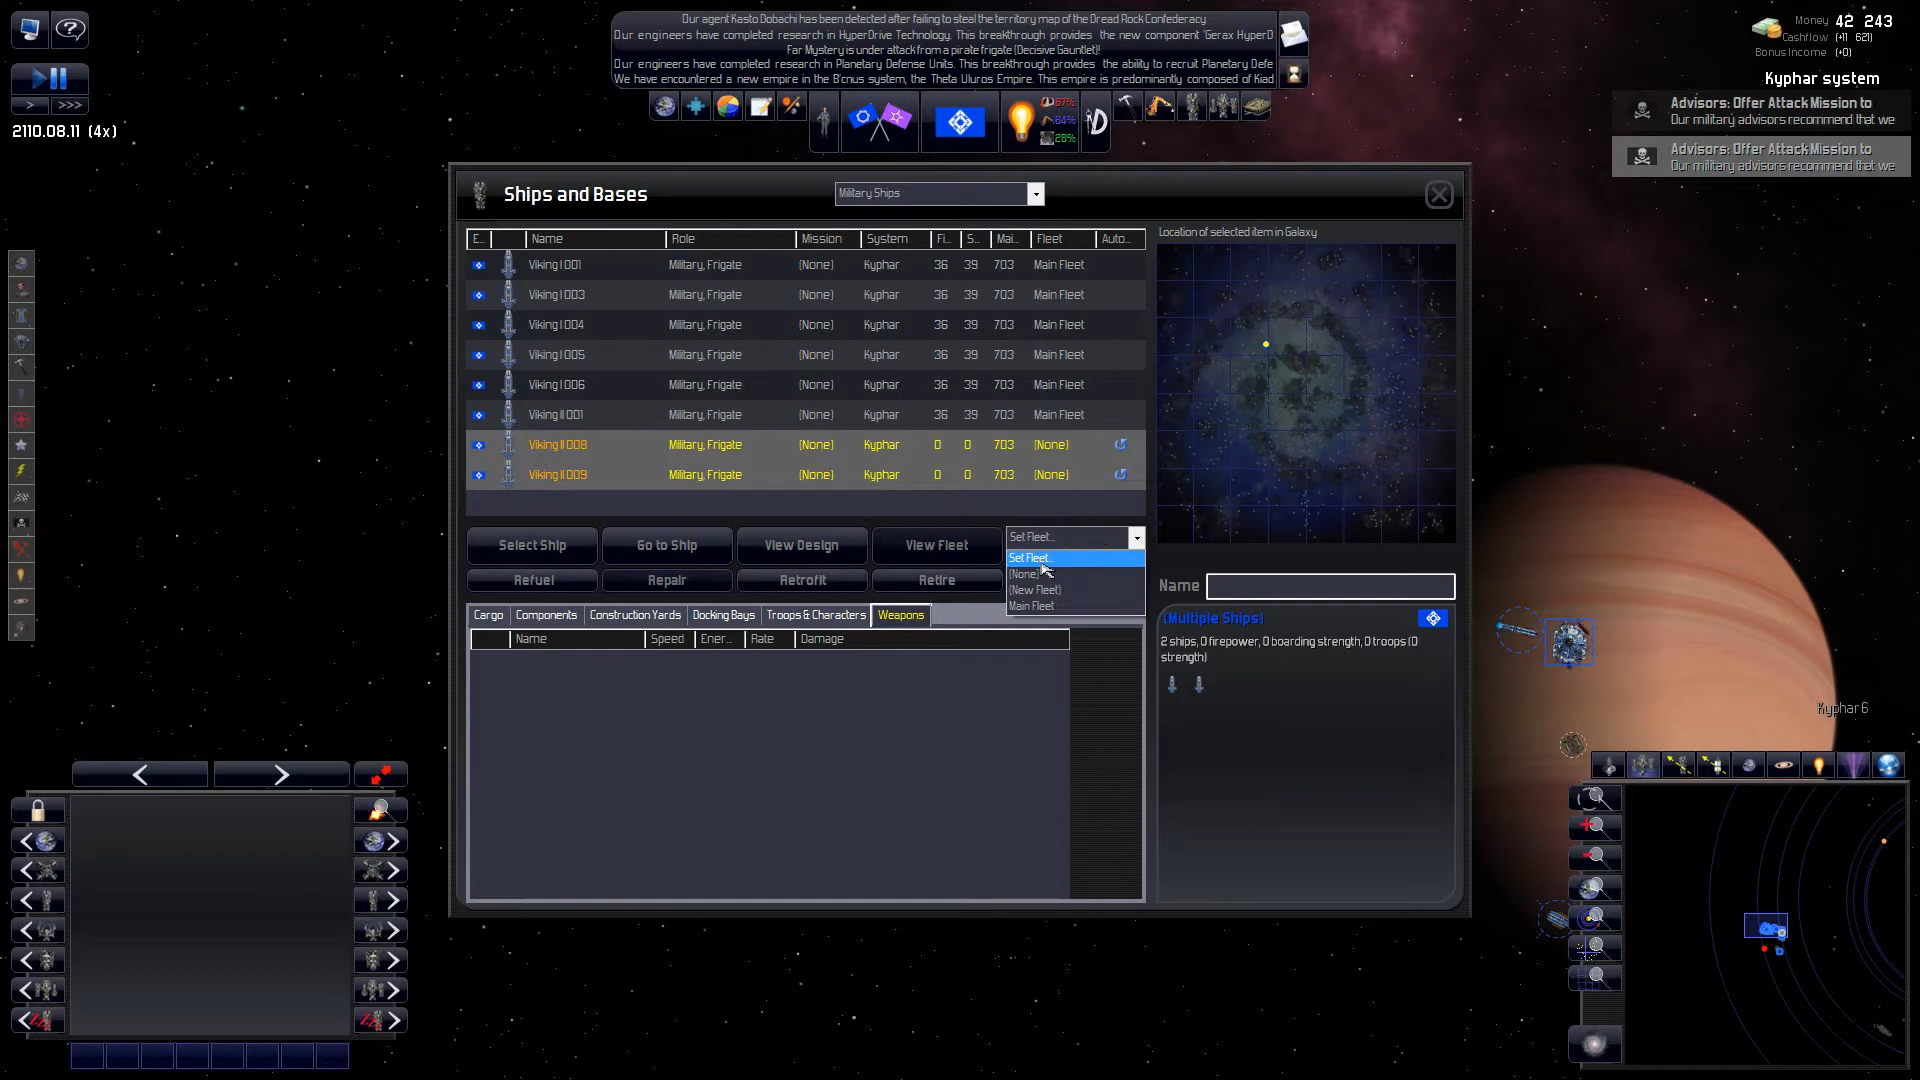 Our agent Kasto Dobachi has been detected after failing to steal the territory map of the Dread Rock Confederacy
Our engineers have completed research in HyperDrive Technology. This breakthrough provides  the new component 'Gerax HyperD
Far Mystery is under attack from a pirate frigate (Decisive Gauntlet)!
Our engineers have completed research in Planetary Defense Units. This breakthrough provides  the ability to recruit Planetary Defe
We have encountered a new empire in the B'cnus system, the Theta Uluros Empire. This empire is predominantly composed of Kiad
Money 42 243
Cashflow (+11 621)
Bonus Income (+0)
Kyphar system
Advisors: Offer Attack Mission to
Our military advisors recommend that we
Advisors: Offer Attack Mission to
Our military advisors recommend that we
> >>>
2110.08.11 (4x)
67%
84%
28%
Ships and Bases
Military Ships
E... Name Role Mission System Fi... S... Mai... Fleet Auto...
Viking I 001 Military, Frigate (None) Kyphar 36 39 703 Main Fleet
Viking I 003 Military, Frigate (None) Kyphar 36 39 703 Main Fleet
Viking I 004 Military, Frigate (None) Kyphar 36 39 703 Main Fleet
Viking I 005 Military, Frigate (None) Kyphar 36 39 703 Main Fleet
Viking I 006 Military, Frigate (None) Kyphar 36 39 703 Main Fleet
Viking II 001 Military, Frigate (None) Kyphar 36 39 703 Main Fleet
Viking II 008 Military, Frigate (None) Kyphar 0 0 703 (None)
Viking II 009 Military, Frigate (None) Kyphar 0 0 703 (None)
Location of selected item in Galaxy
Select Ship Go to Ship View Design View Fleet Set Fleet...
Refuel Repair Retrofit Retire
Set Fleet...
(None)
(New Fleet)
Main Fleet
Cargo Components Construction Yards Docking Bays Troops & Characters Weapons
Name Speed Ener... Rate Damage
Name
(Multiple Ships)
2 ships, 0 firepower, 0 boarding strength, 0 troops (0
strength)
Kyphar 6